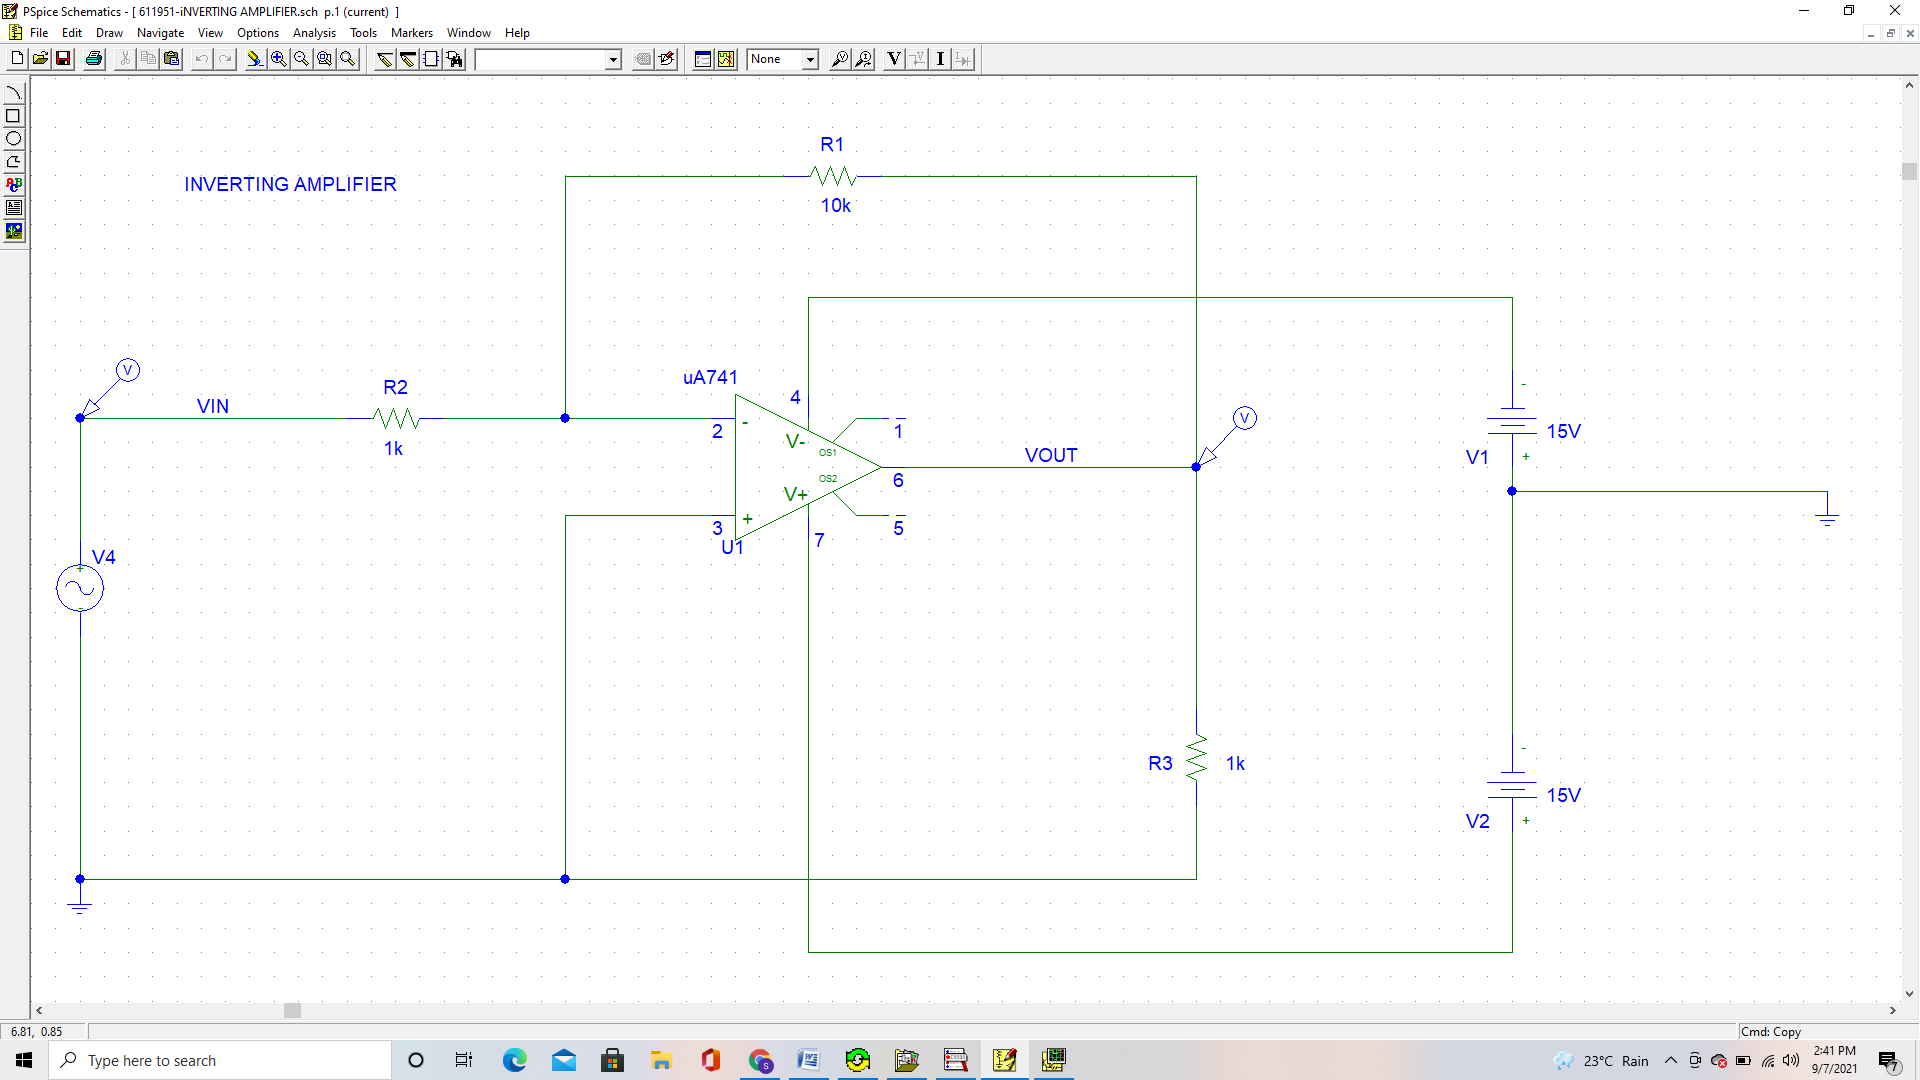 PSpice Schematics - [ 611951-iNVERTING AMPLIFIER.sch p.1 (current) ]
File Edit Draw Navigate View Options Analysis Tools Markers Window Help
None
V
I
ABC
INVERTING AMPLIFIER
R1
10k
V
VIN
R2
1k
uA741
4
2
-
V-
OS1
1
VOUT
V
6
OS2
V+
3
+
U1
7
5
-
15V
V1
+
V4
+
-
R3
1k
-
15V
V2
+
6.81, 0.85
Cmd: Copy
Type here to search
S
W
23°C Rain
2:41 PM
9/7/2021
7